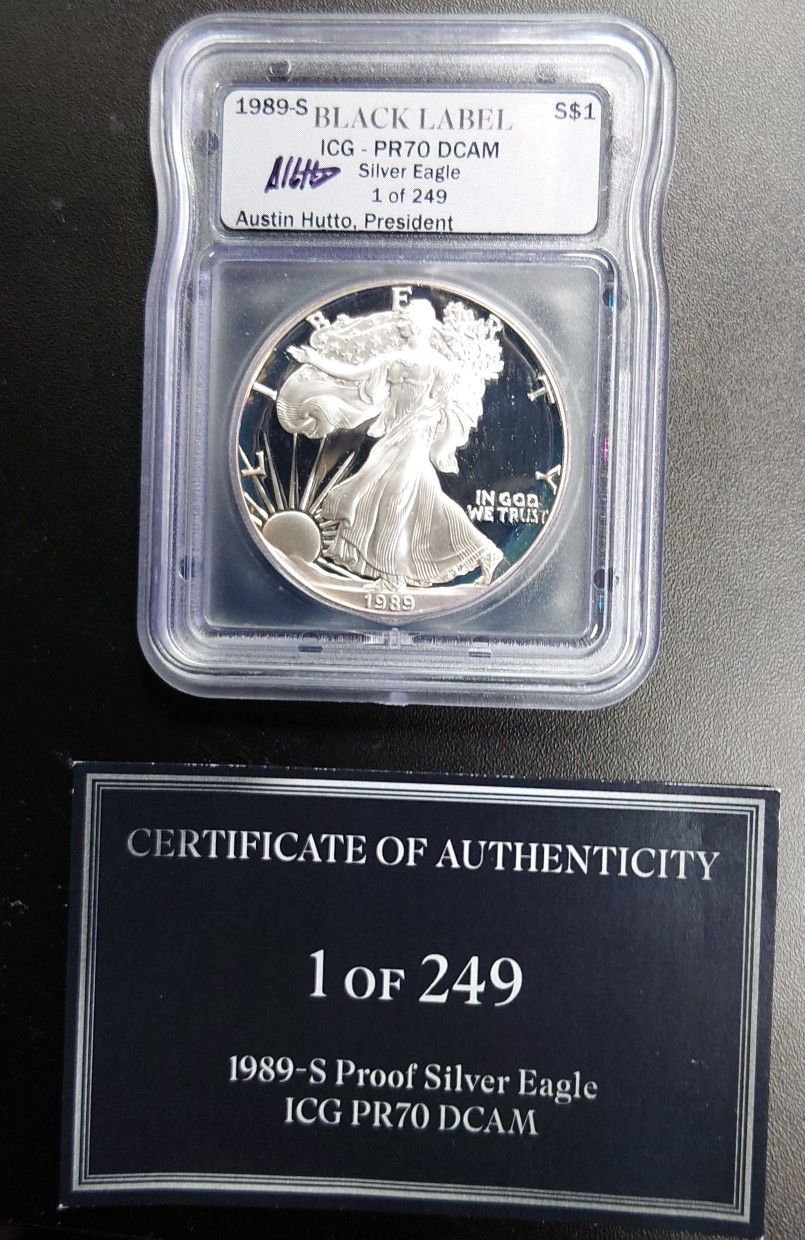 1989-S BLACK LABEL S$1
ICG - PR70 DCAM
Silver Eagle
1 of 249
Austin Hutto, President
LIBERTY
IN GOD
WE TRUST
1989
CERTIFICATE OF AUTHENTICITY
1 OF 249
1989-S Proof Silver Eagle
ICG PR70 DCAM